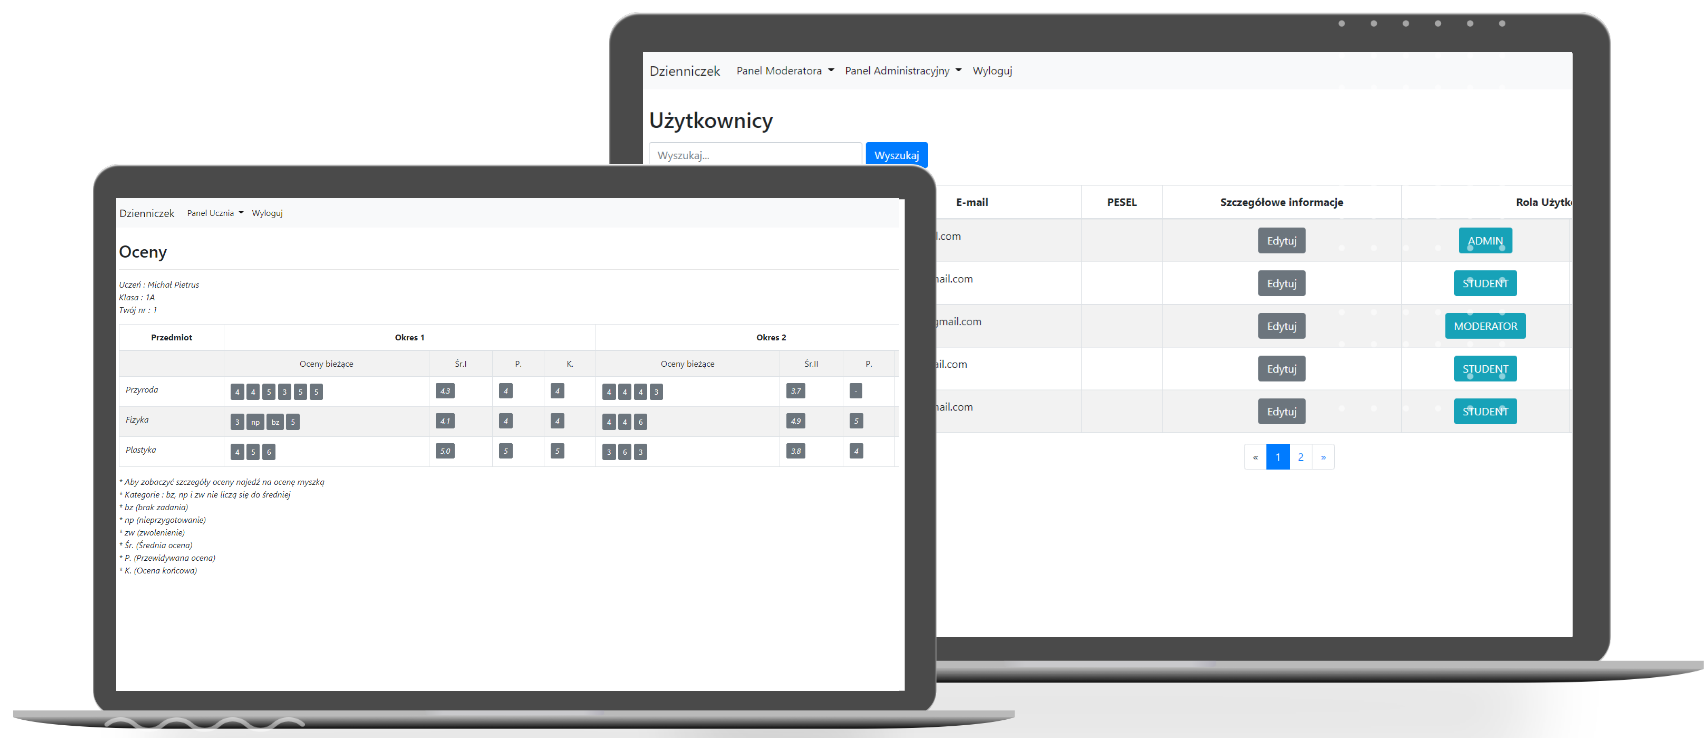 Dzienniczek Panel Moderatora Panel Administracyjny Wyloguj
Użytkownicy
Wyszukaj... Wyszukaj
E-mail PESEL Szczegółowe informacje Rola Użytko
l.com Edytuj ADMIN
mail.com Edytuj STUDENT
gmail.com Edytuj MODERATOR
ail.com Edytuj STUDENT
mail.com Edytuj STUDENT
« 1 2 »
Dzienniczek Panel Ucznia Wyloguj
Oceny
Uczeń : Michał Pietrus
Klasa : 1A
Twój nr : 1
Przedmiot Okres 1 Okres 2
Oceny bieżące Śr.I P. K. Oceny bieżące Śr.II P.
Przyroda 4 4 5 3 5 5 4.3 4 4 4 4 4 3 3.7 -
Fizyka 3 np bz 5 4.1 4 4 4 4 6 4.9 5
Plastyka 4 5 6 5.0 5 5 3 6 3 3.8 4
* Aby zobaczyć szczegóły oceny najedź na ocenę myszką
* Kategorie : bz, np i zw nie liczą się do średniej
* bz (brak zadania)
* np (nieprzygotowanie)
* zw (zwolenienie)
* Śr. (Średnia ocena)
* P. (Przewidywana ocena)
* K. (Ocena końcowa)